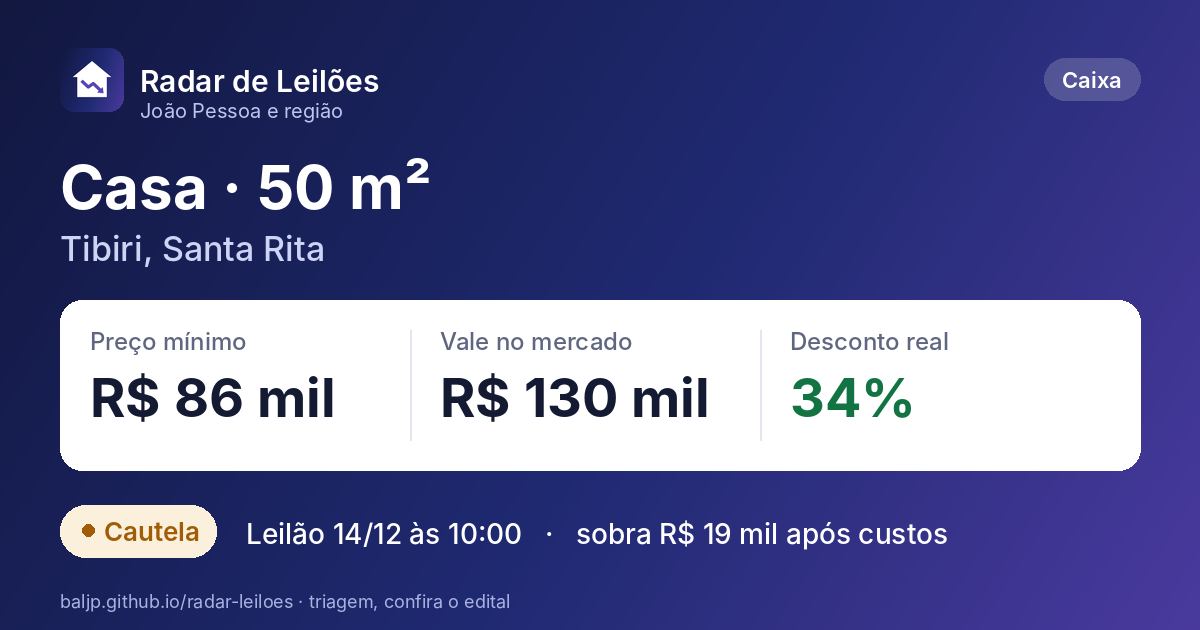 Radar de Leilões
João Pessoa e região
Caixa
Casa · 50 m²
Tibiri, Santa Rita
Preço mínimo
R$ 86 mil
Vale no mercado
R$ 130 mil
Desconto real
34%
Cautela
Leilão 14/12 às 10:00 · sobra R$ 19 mil após custos
baljp.github.io/radar-leiloes · triagem, confira o edital